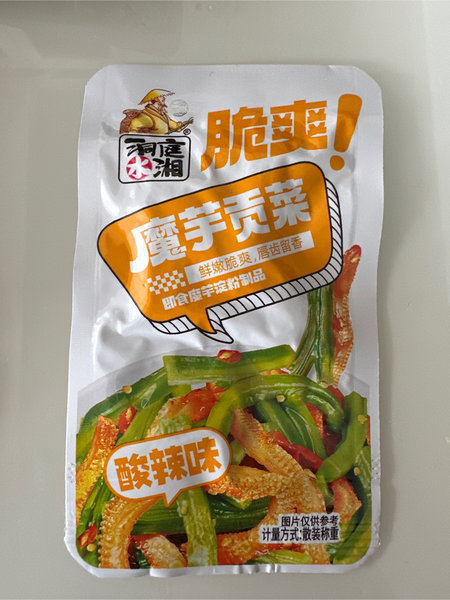 洞庭
水湘
®
脆爽！
魔芋贡菜
鲜嫩脆爽，唇齿留香
即食魔芋淀粉制品
酸辣味
图片仅供参考
计量方式：散装称重